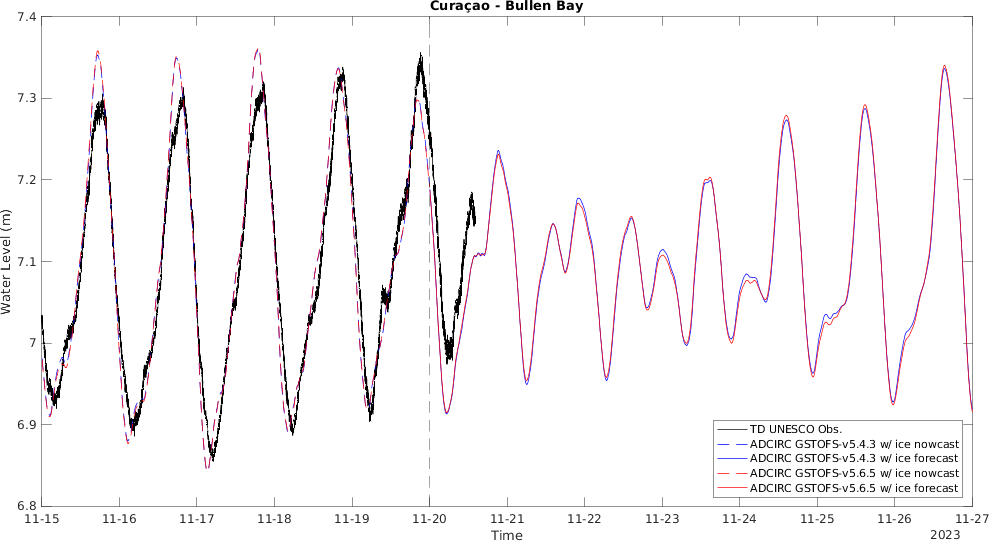 Curaçao - Bullen Bay
7.4
7.3
7.2
7.1
7
6.9
6.8
Water Level (m)
11-15 11-16 11-17 11-18 11-19 11-20 11-21 11-22 11-23 11-24 11-25 11-26 11-27
Time
2023
TD UNESCO Obs.
ADCIRC GSTOFS-v5.4.3 w/ ice nowcast
ADCIRC GSTOFS-v5.4.3 w/ ice forecast
ADCIRC GSTOFS-v5.6.5 w/ ice nowcast
ADCIRC GSTOFS-v5.6.5 w/ ice forecast